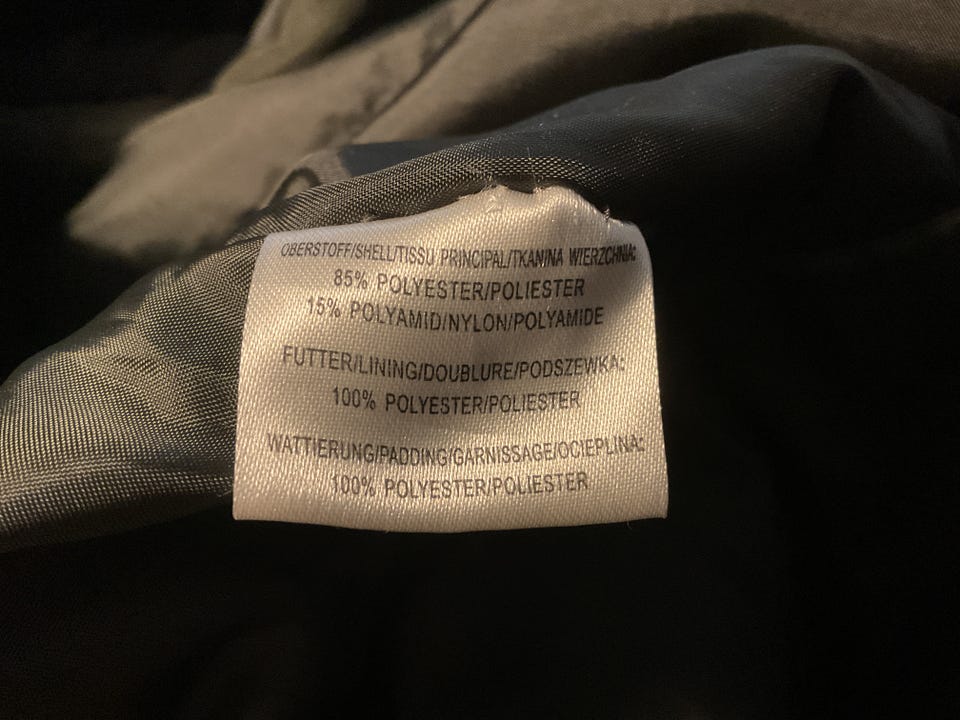 OBERSTOFF/SHELL/TISSU PRINCIPAL/TKANINA WIERZCHNIA:
85% POLYESTER/POLIESTER
15% POLYAMID/NYLON/POLYAMIDE
FUTTER/LINING/DOUBLURE/PODSZEWKA:
100% POLYESTER/POLIESTER
WATTIERUNG/PADDING/GARNISSAGE/OCIEPLINA:
100% POLYESTER/POLIESTER